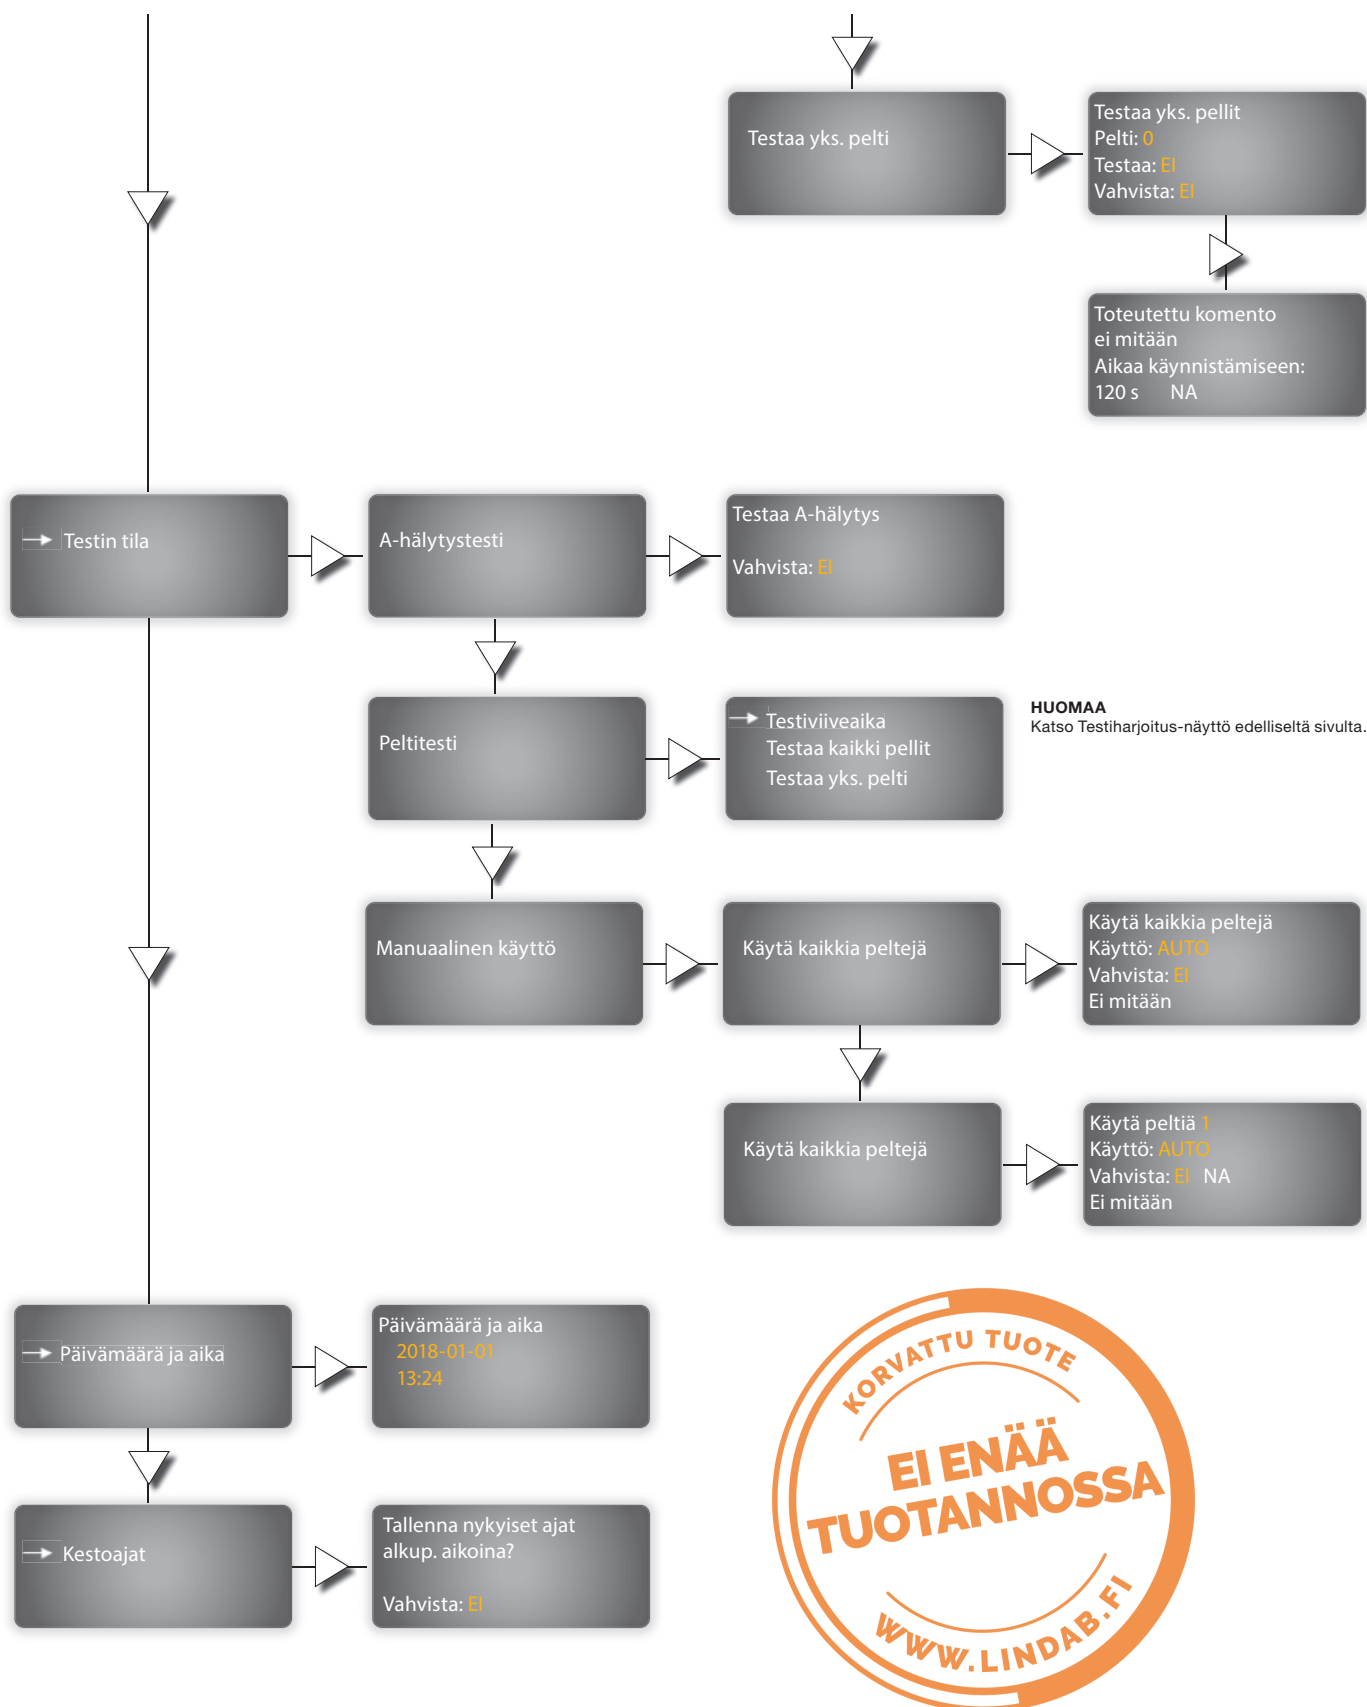 Testaa yks. pelti
Testaa yks. pellit
Pelti: 0
Testaa: EI
Vahvista: EI
Toteutettu komento
ei mitään
Aikaa käynnistämiseen:
120 s NA
Testin tila
A-hälytystesti
Testaa A-hälytys
Vahvista: EI
Peltitesti
Testiviiveaika
Testaa kaikki pellit
Testaa yks. pelti
HUOMAA
Katso Testiharjoitus-näyttö edelliseltä sivulta.
Manuaalinen käyttö
Käytä kaikkia peltejä
Käytä kaikkia peltejä
Käyttö: AUTO
Vahvista: EI
Ei mitään
Käytä kaikkia peltejä
Käytä peltiä 1
Käyttö: AUTO
Vahvista: EI NA
Ei mitään
Päivämäärä ja aika
Päivämäärä ja aika
2018-01-01
13:24
Kestoajat
Tallenna nykyiset ajat
alkup. aikoina?
Vahvista: EI
KORVATTU TUOTE
EI ENÄÄ
TUOTANNOSSA
WWW.LINDAB.FI